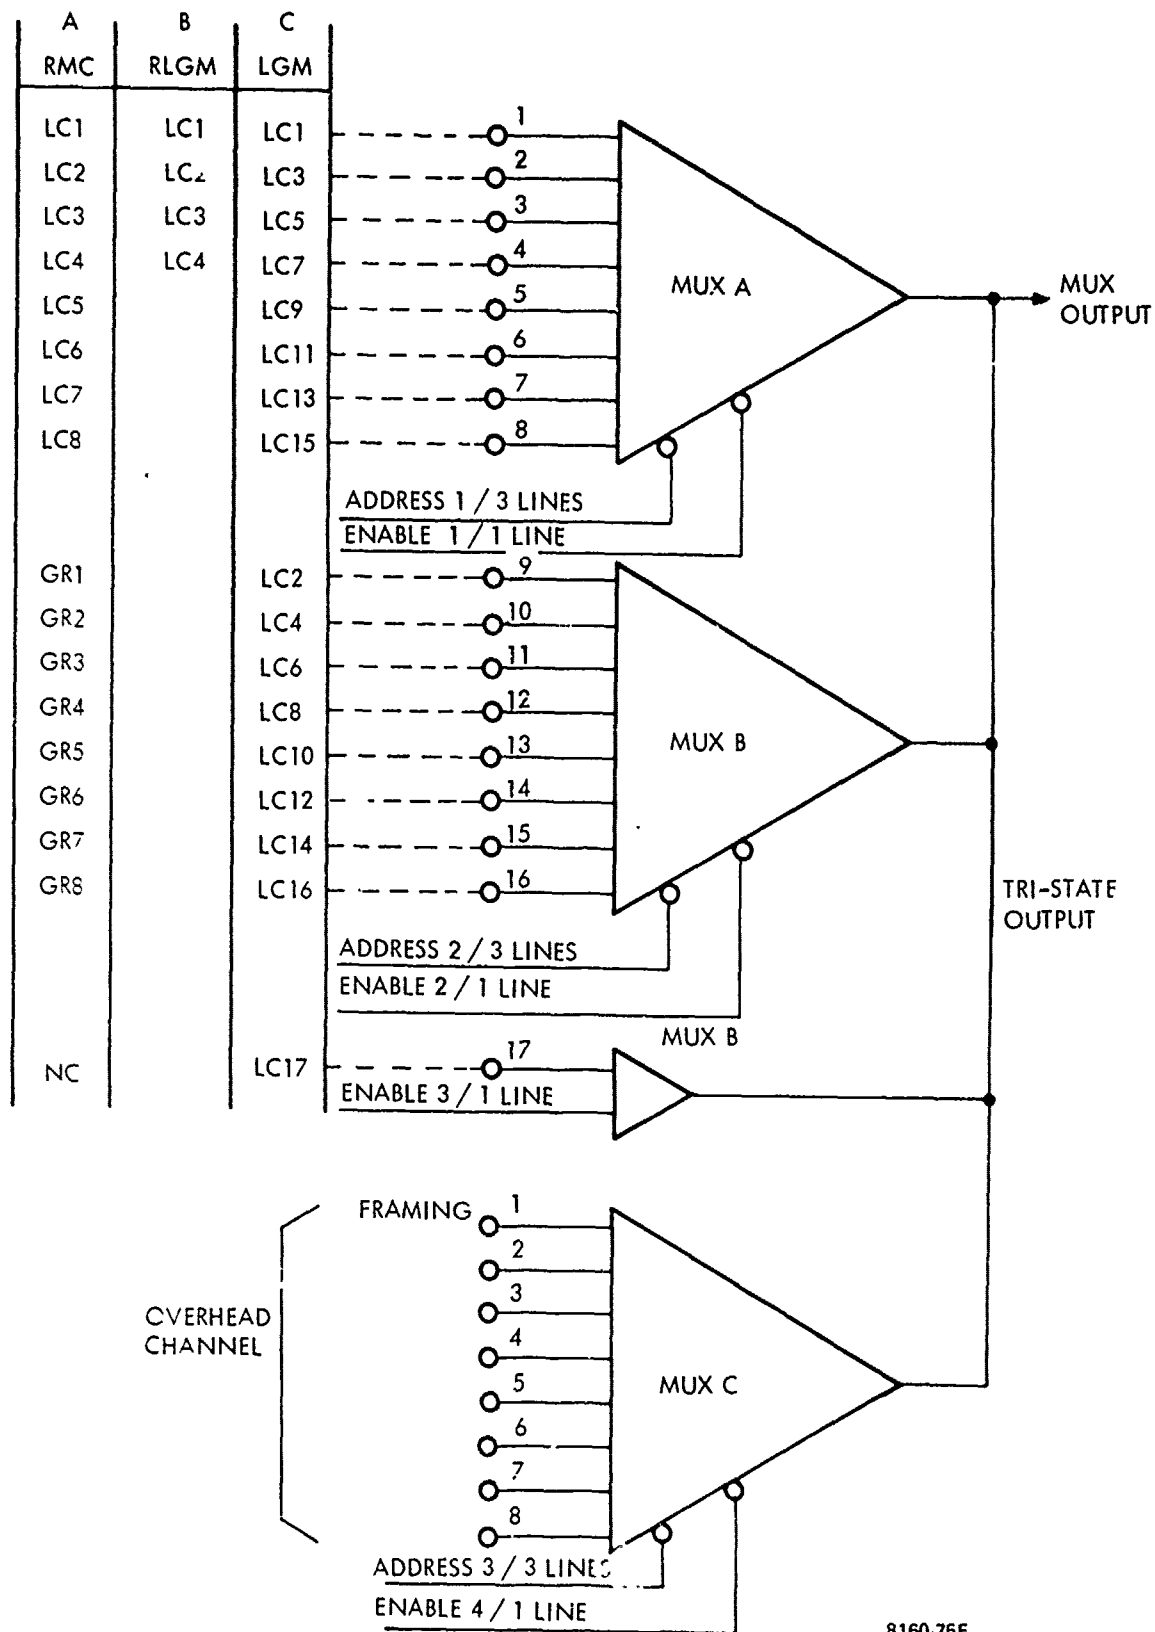 A B C
RMC RLGM LGM
LC1 LC1 LC1 1
LC2 LC3 2
LC3 LC3 LC5 3
LC4 LC4 LC7 4
LC5 LC9 5
LC6 LC11 6
LC7 LC13 7
LC8 LC15 8
MUX A
MUX
OUTPUT
ADDRESS 1 / 3 LINES
ENABLE 1 / 1 LINE
GR1 LC2 9
GR2 LC4 10
GR3 LC6 11
GR4 LC8 12
GR5 LC10 13
GR6 LC12 14
GR7 LC14 15
GR8 LC16 16
MUX B
TRI-STATE
OUTPUT
ADDRESS 2 / 3 LINES
ENABLE 2 / 1 LINE
MUX B
NC LC17 17
ENABLE 3 / 1 LINE
FRAMING 1
2
3
4
5
6
7
8
OVERHEAD
CHANNEL
MUX C
ADDRESS 3 / 3 LINES
ENABLE 4 / 1 LINE